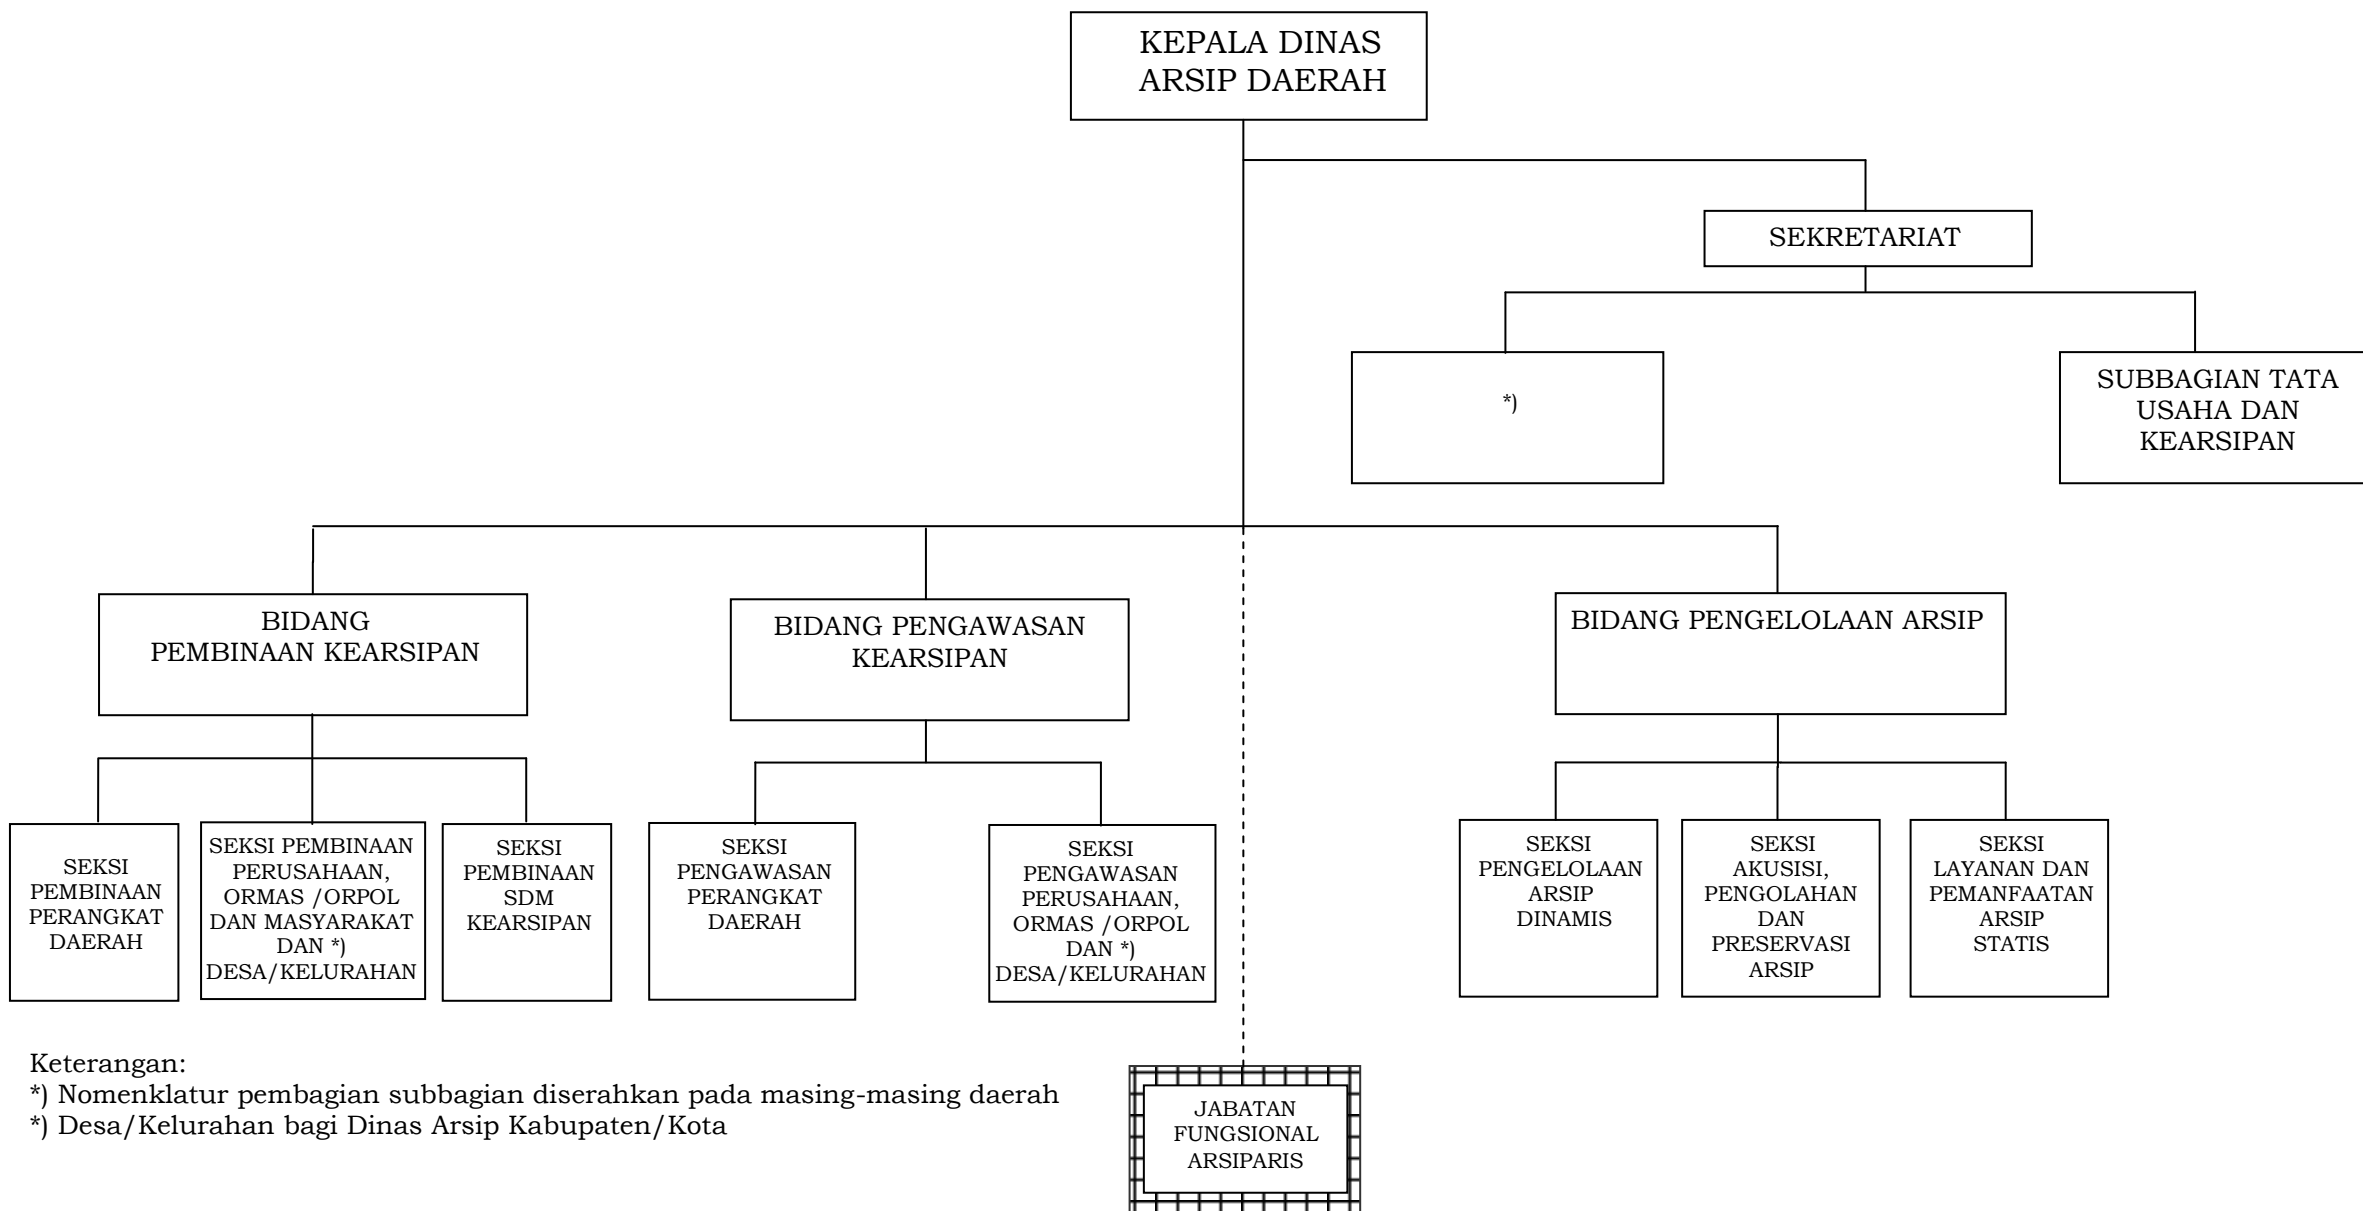 KEPALA DINAS
ARSIP DAERAH
SEKRETARIAT
*)
SUBBAGIAN TATA
USAHA DAN
KEARSIPAN
BIDANG
PEMBINAAN KEARSIPAN
BIDANG PENGAWASAN
KEARSIPAN
BIDANG PENGELOLAAN ARSIP
SEKSI
PEMBINAAN
PERANGKAT
DAERAH
SEKSI PEMBINAAN
PERUSAHAAN,
ORMAS /ORPOL
DAN MASYARAKAT
DAN *)
DESA/KELURAHAN
SEKSI
PEMBINAAN
SDM
KEARSIPAN
SEKSI
PENGAWASAN
PERANGKAT
DAERAH
SEKSI
PENGAWASAN
PERUSAHAAN,
ORMAS /ORPOL
DAN *)
DESA/KELURAHAN
SEKSI
PENGELOLAAN
ARSIP
DINAMIS
SEKSI
AKUSISI,
PENGOLAHAN
DAN
PRESERVASI
ARSIP
SEKSI
LAYANAN DAN
PEMANFAATAN
ARSIP
STATIS
Keterangan:
*) Nomenklatur pembagian subbagian diserahkan pada masing-masing daerah
*) Desa/Kelurahan bagi Dinas Arsip Kabupaten/Kota
JABATAN
FUNGSIONAL
ARSIPARIS